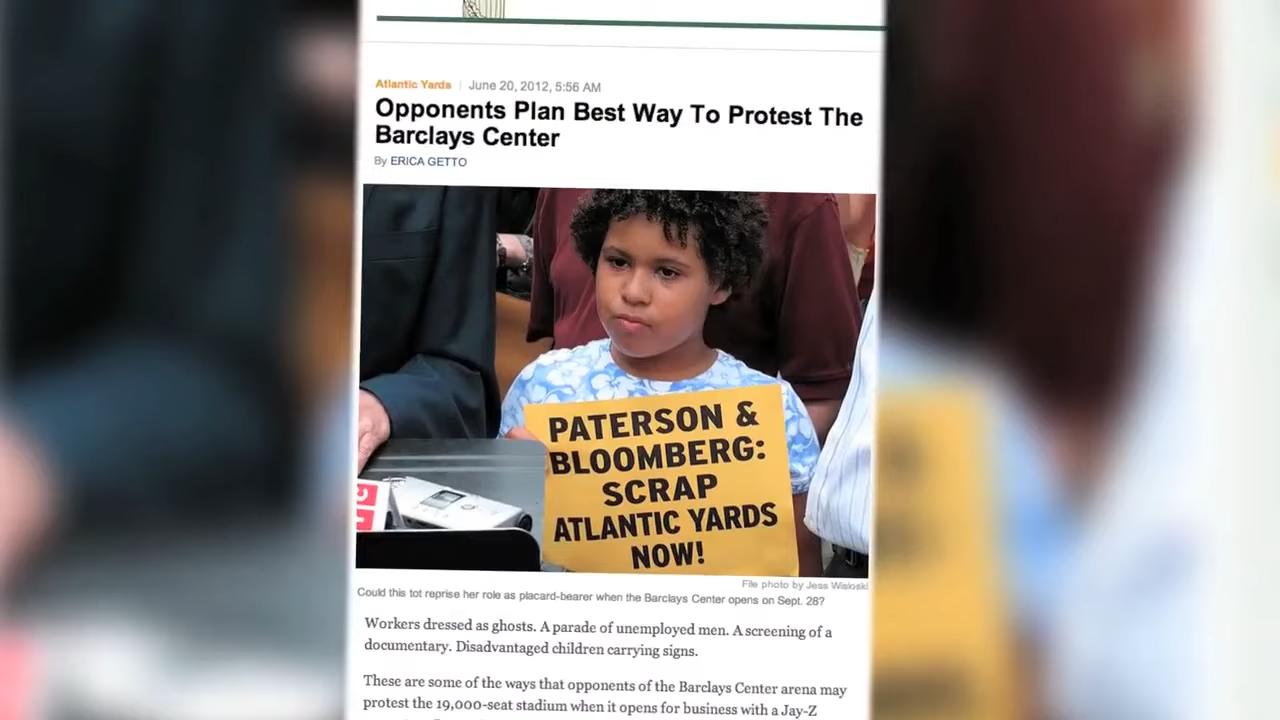 Atlantic Yards | June 20, 2012, 5:56 AM
Opponents Plan Best Way To Protest The
Barclays Center
By ERICA GETTO
PATERSON &
BLOOMBERG:
SCRAP
ATLANTIC YARDS
NOW!
File photo by Jess Wisloski
Could this tot reprise her role as placard-bearer when the Barclays Center opens on Sept. 28?
Workers dressed as ghosts. A parade of unemployed men. A screening of a
documentary. Disadvantaged children carrying signs.
These are some of the ways that opponents of the Barclays Center arena may
protest the 19,000-seat stadium when it opens for business with a Jay-Z